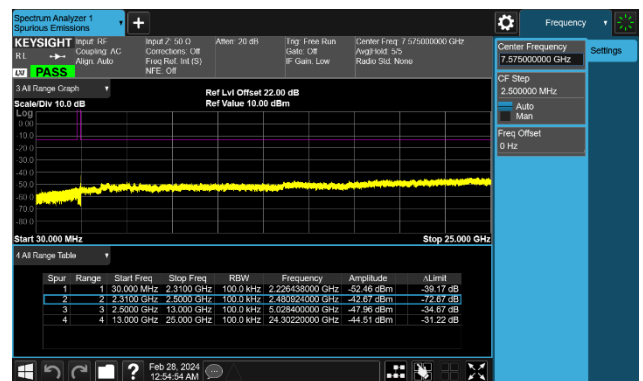 Spectrum Analyzer 1
Spurious Emissions
Frequency
KEYSIGHT Input: RF Input Z: 50 Ω Atten: 20 dB Trig: Free Run Center Freq: 7.575000000 GHz
RL Coupling: AC Corrections: Off Gate: Off Avg|Hold: 5/5
Align: Auto Freq Ref: Int (S) IF Gain: Low Radio Std: None
NFE: Off
LV PASS
Center Frequency
7.575000000 GHz
Settings
CF Step
2.500000 MHz
Auto
Man
Freq Offset
0 Hz
3 All Range Graph
Ref Lvl Offset 22.00 dB
Scale/Div 10.0 dB Ref Value 10.00 dBm
Log
0.00
-10.0
-20.0
-30.0
-40.0
-50.0
-60.0
-70.0
-80.0
Start 30.000 MHz Stop 25.000 GHz
4 All Range Table
Spur Range Start Freq Stop Freq RBW Frequency Amplitude ΔLimit
1 1 30.000 MHz 2.3100 GHz 100.0 kHz 2.226438000 GHz -52.46 dBm -39.17 dB
2 2 2.3100 GHz 2.5000 GHz 100.0 kHz 2.480924000 GHz -42.67 dBm -72.67 dB
3 3 2.5000 GHz 13.000 GHz 100.0 kHz 5.028400000 GHz -47.96 dBm -34.67 dB
4 4 13.000 GHz 25.000 GHz 100.0 kHz 24.30220000 GHz -44.51 dBm -31.22 dB
? Feb 28, 2024
12:54:54 AM